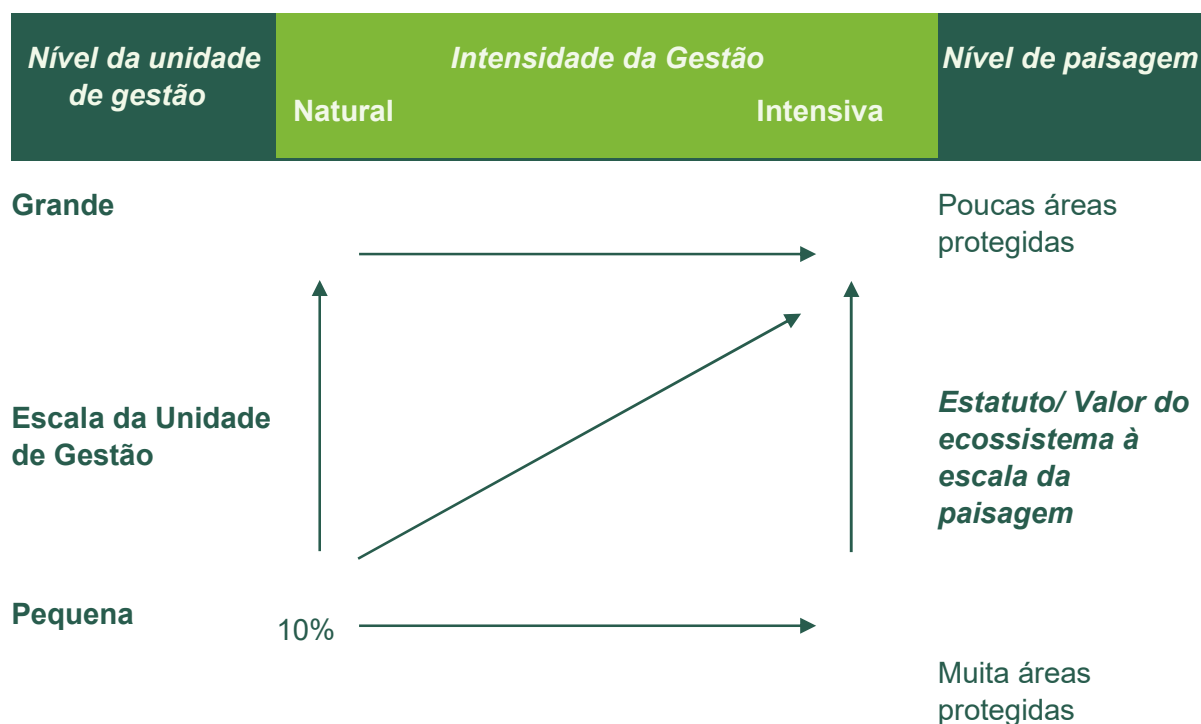 Nível da unidade
de gestão
Intensidade da Gestão
Natural
Intensiva
Nível de paisagem
Grande
Poucas áreas
protegidas
Escala da Unidade
de Gestão
Estatuto/ Valor do
ecossistema à
escala da
paisagem
Pequena
10%
Muita áreas
protegidas